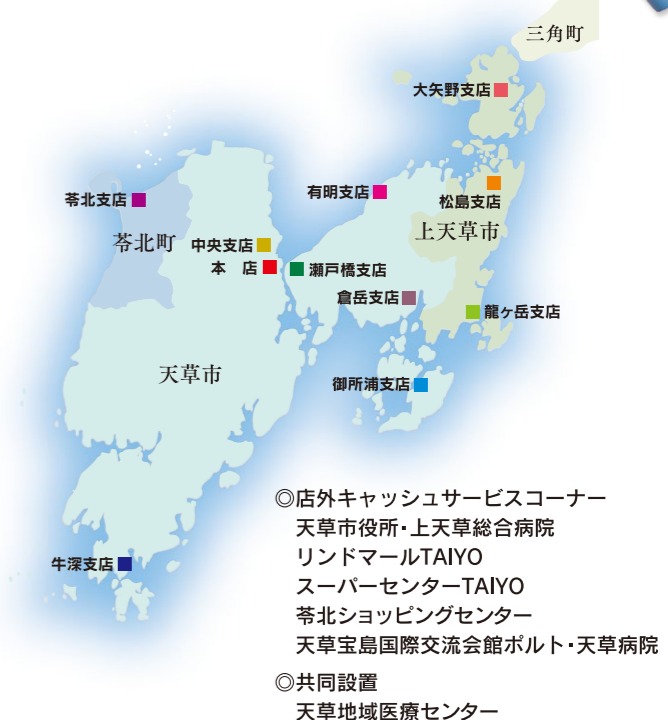 三角町
大矢野支店
苓北支店
有明支店
松島支店
上天草市
苓北町
中央支店
本 店
瀬戸橋支店
倉岳支店
龍ヶ岳支店
天草市
御所浦支店
牛深支店
◎店外キャッシュサービスコーナー
天草市役所・上天草総合病院
リンドマールTAIYO
スーパーセンターTAIYO
苓北ショッピングセンター
天草宝島国際交流会館ポルト・天草病院
◎共同設置
天草地域医療センター